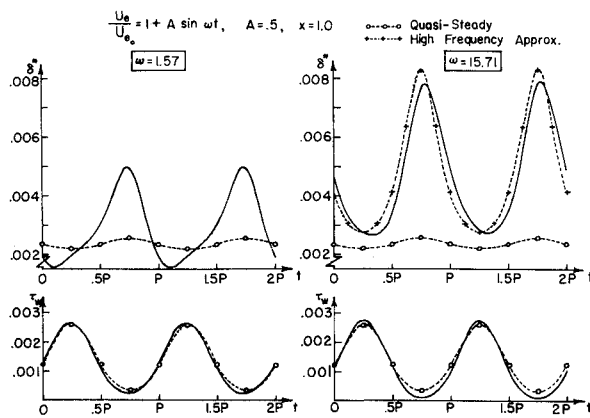 Ue/Ue₀ = 1 + A sin ωt, A=.5, x=1.0
Quasi-Steady
High Frequency Approx.
ω=1.57
ω=15.71
δ*
.008
.006
.004
.002
0 .5P P 1.5P 2P t
τw
.003
.002
.001
0 .5P P 1.5P 2P t
δ*
.008
.006
.004
.002
0 .5P P 1.5P 2P t
τw
.003
.002
.001
0 .5P P 1.5P 2P t